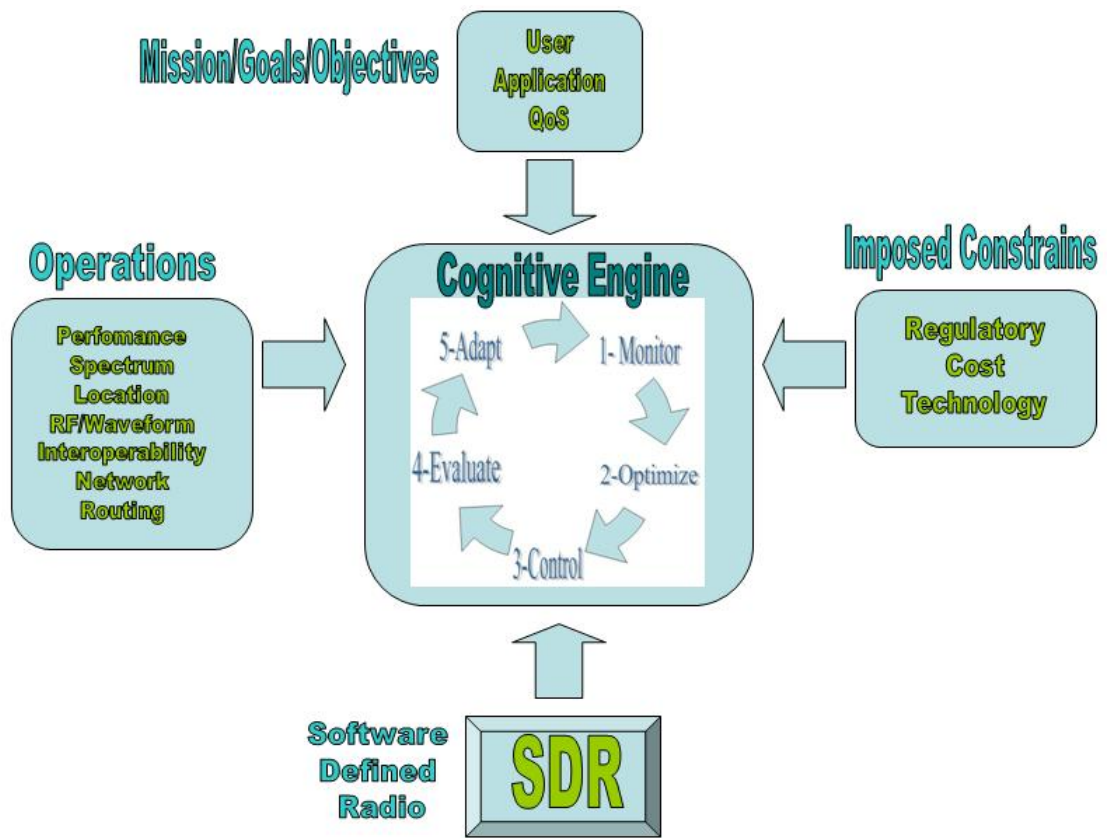 Mission/Goals/Objectives
User
Application
QoS
Operations
Perfomance
Spectrum
Location
RF/Waveform
Interoperability
Network
Routing
Cognitive Engine
5-Adapt
1- Monitor
4-Evaluate
2-Optimize
3-Control
Imposed Constrains
Regulatory
Cost
Technology
Software
Defined
Radio
SDR